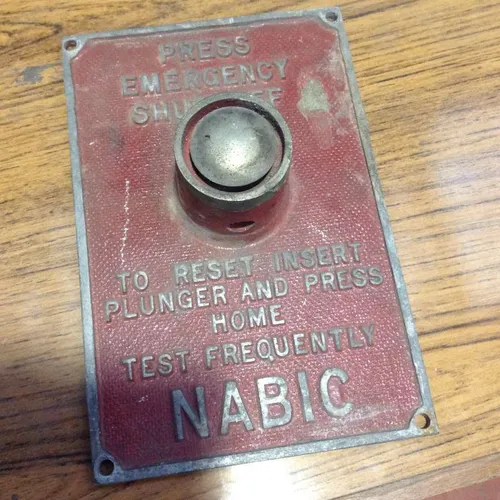 PRESS
EMERGENCY
SHUT OFF
TO RESET INSERT
PLUNGER AND PRESS
HOME
TEST FREQUENTLY
NABIC